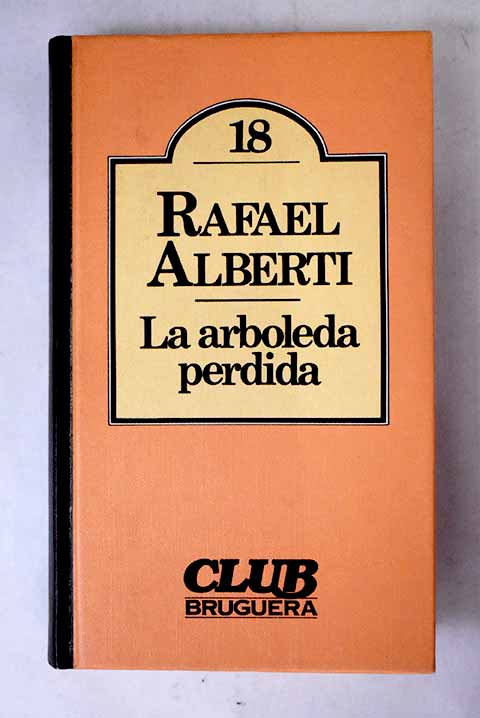 18
RAFAEL
ALBERTI
La arboleda
perdida
CLUB
BRUGUERA